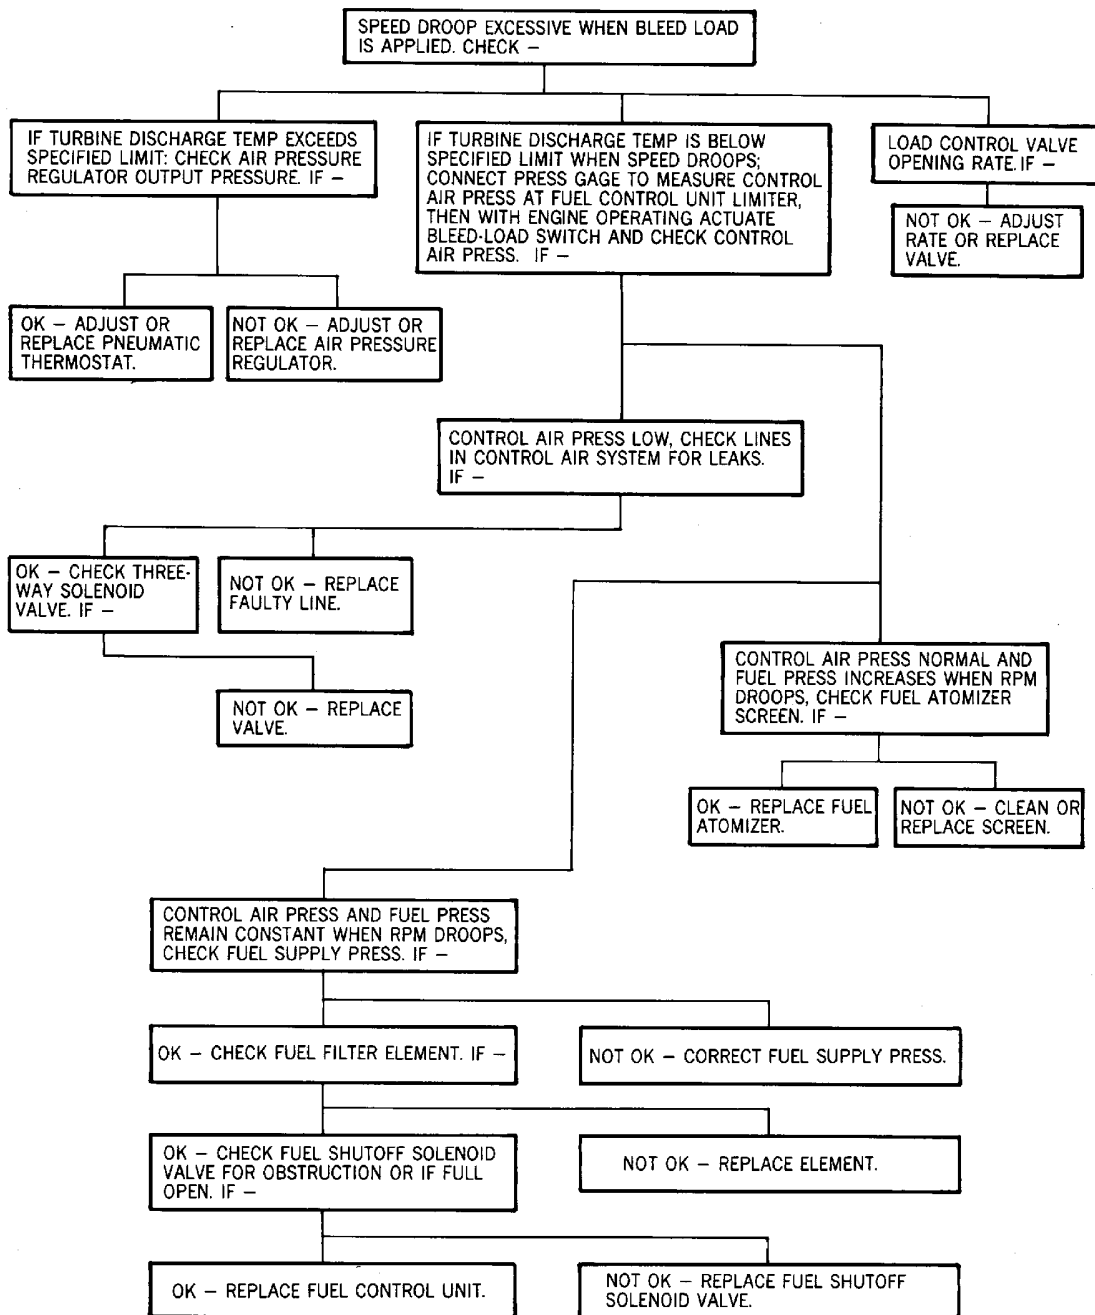 SPEED DROOP EXCESSIVE WHEN BLEED LOAD
IS APPLIED. CHECK –
IF TURBINE DISCHARGE TEMP EXCEEDS
SPECIFIED LIMIT: CHECK AIR PRESSURE
REGULATOR OUTPUT PRESSURE. IF –
IF TURBINE DISCHARGE TEMP IS BELOW
SPECIFIED LIMIT WHEN SPEED DROOPS;
CONNECT PRESS GAGE TO MEASURE CONTROL
AIR PRESS AT FUEL CONTROL UNIT LIMITER,
THEN WITH ENGINE OPERATING ACTUATE
BLEED-LOAD SWITCH AND CHECK CONTROL
AIR PRESS. IF –
LOAD CONTROL VALVE
OPENING RATE. IF –
NOT OK – ADJUST
RATE OR REPLACE
VALVE.
OK – ADJUST OR
REPLACE PNEUMATIC
THERMOSTAT.
NOT OK – ADJUST OR
REPLACE AIR PRESSURE
REGULATOR.
CONTROL AIR PRESS LOW, CHECK LINES
IN CONTROL AIR SYSTEM FOR LEAKS.
IF –
OK – CHECK THREE-
WAY SOLENOID
VALVE. IF –
NOT OK – REPLACE
FAULTY LINE.
NOT OK – REPLACE
VALVE.
CONTROL AIR PRESS NORMAL AND
FUEL PRESS INCREASES WHEN RPM
DROOPS, CHECK FUEL ATOMIZER
SCREEN. IF –
OK – REPLACE FUEL
ATOMIZER.
NOT OK – CLEAN OR
REPLACE SCREEN.
CONTROL AIR PRESS AND FUEL PRESS
REMAIN CONSTANT WHEN RPM DROOPS,
CHECK FUEL SUPPLY PRESS. IF –
OK – CHECK FUEL FILTER ELEMENT. IF –
NOT OK – CORRECT FUEL SUPPLY PRESS.
OK – CHECK FUEL SHUTOFF SOLENOID
VALVE FOR OBSTRUCTION OR IF FULL
OPEN. IF –
NOT OK – REPLACE ELEMENT.
OK – REPLACE FUEL CONTROL UNIT.
NOT OK – REPLACE FUEL SHUTOFF
SOLENOID VALVE.